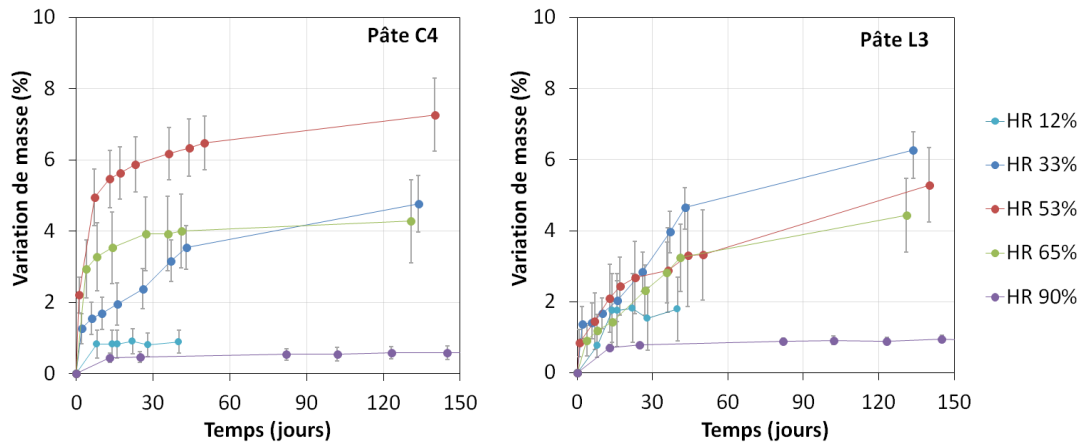 Pâte C4
Variation de masse (%)
10
8
6
4
2
0
0
30
60
90
120
150
Temps (jours)
Pâte L3
Variation de masse (%)
10
8
6
4
2
0
0
30
60
90
120
150
Temps (jours)
HR 12%
HR 33%
HR 53%
HR 65%
HR 90%